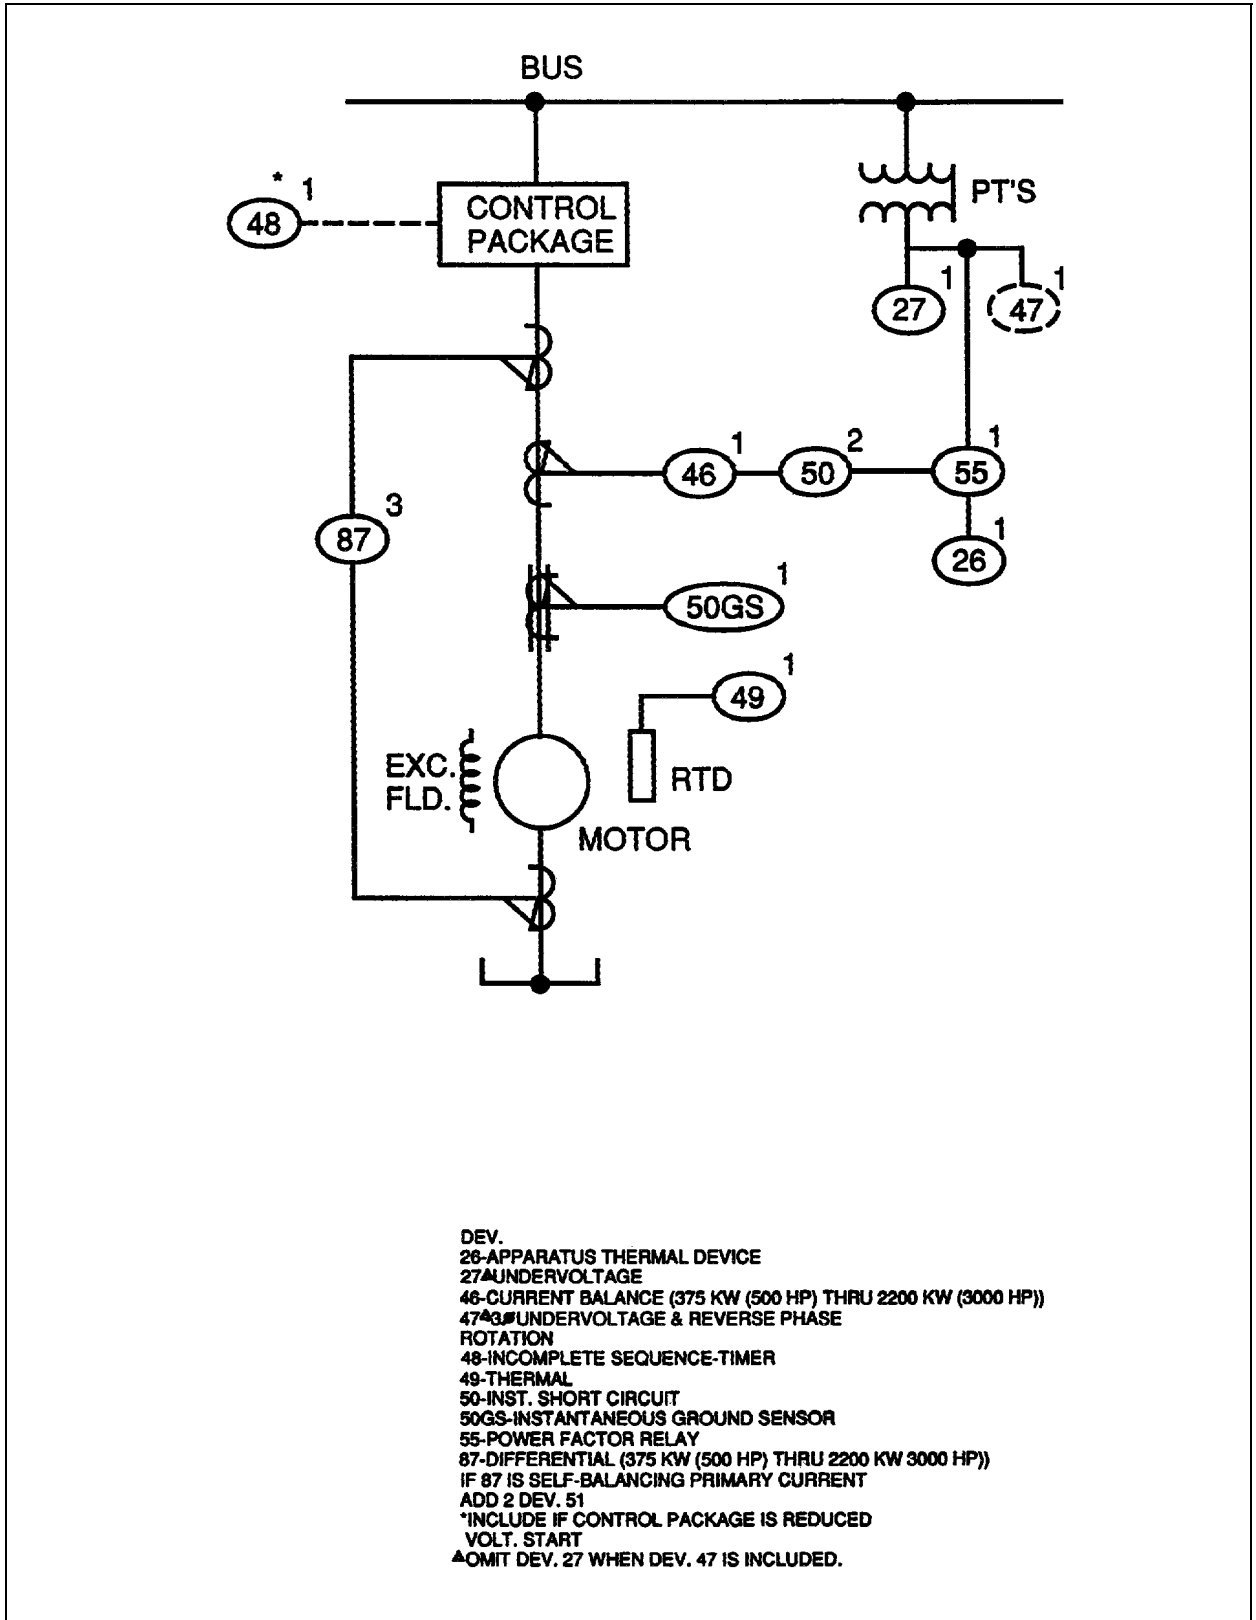 BUS
* 1
48
CONTROL
PACKAGE
PT'S
27
1
47
1
46
1
50
2
55
1
87
3
26
1
50GS
1
49
1
EXC.
FLD.
RTD
MOTOR
DEV.
26-APPARATUS THERMAL DEVICE
27▲UNDERVOLTAGE
46-CURRENT BALANCE (375 KW (500 HP) THRU 2200 KW (3000 HP))
47▲3ø UNDERVOLTAGE & REVERSE PHASE
ROTATION
48-INCOMPLETE SEQUENCE-TIMER
49-THERMAL
50-INST. SHORT CIRCUIT
50GS-INSTANTANEOUS GROUND SENSOR
55-POWER FACTOR RELAY
87-DIFFERENTIAL (375 KW (500 HP) THRU 2200 KW 3000 HP))
IF 87 IS SELF-BALANCING PRIMARY CURRENT
ADD 2 DEV. 51
*INCLUDE IF CONTROL PACKAGE IS REDUCED
VOLT. START
▲OMIT DEV. 27 WHEN DEV. 47 IS INCLUDED.